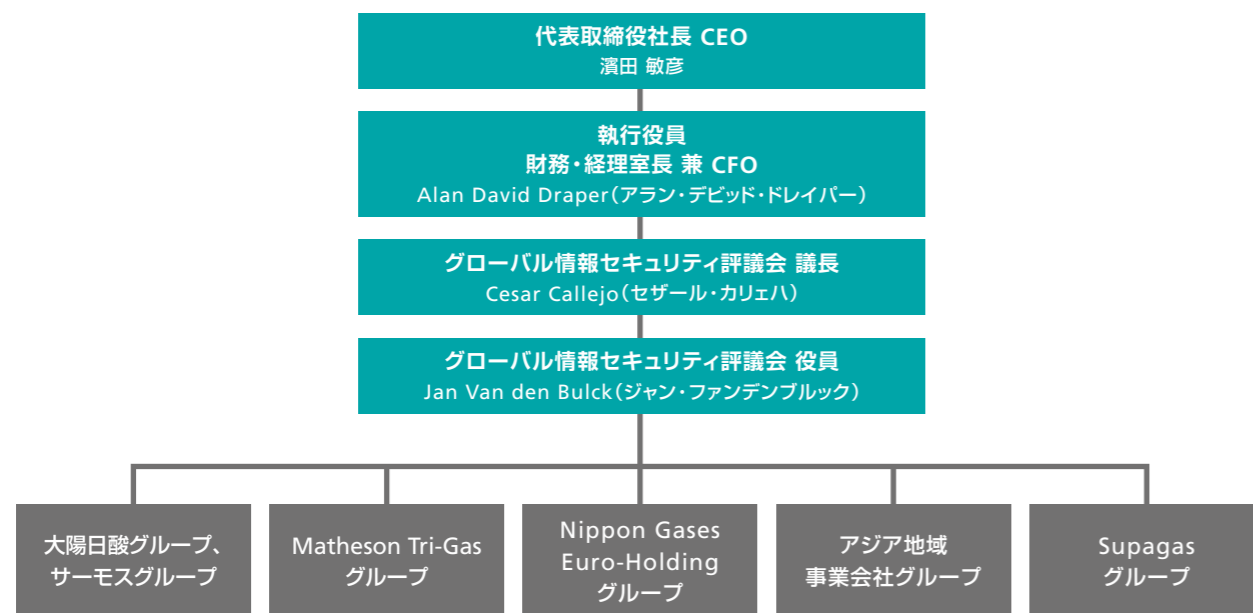 代表取締役社長 CEO
濱田 敏彦
執行役員
財務・経理室長 兼 CFO
Alan David Draper(アラン・デビッド・ドレイパー)
グローバル情報セキュリティ評議会 議長
Cesar Callejo(セザール・カリェハ)
グローバル情報セキュリティ評議会 役員
Jan Van den Bulck(ジャン・ファンデンブルック)
大陽日酸グループ、
サーモスグループ
Matheson Tri-Gas
グループ
Nippon Gases
Euro-Holding
グループ
アジア地域
事業会社グループ
Supagas
グループ